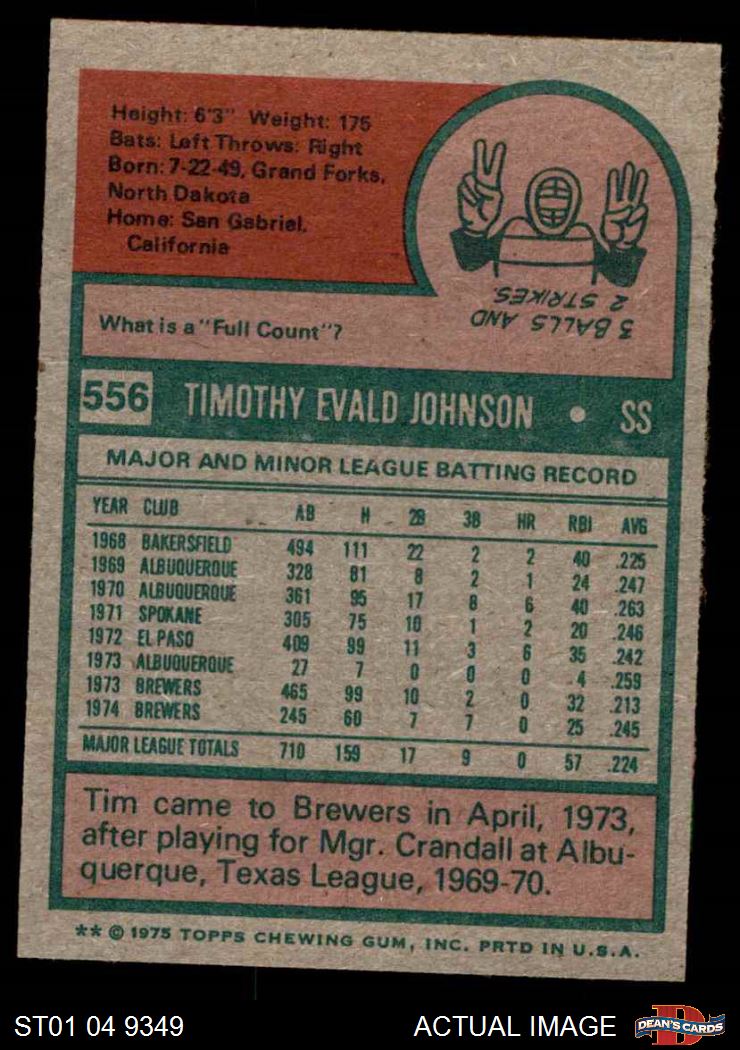 Height: 6'3" Weight: 175
Bats: Left Throws: Right
Born: 7-22-49, Grand Forks,
North Dakota
Home: San Gabriel,
California
3 BALLS AND
2 STRIKES.
What is a "Full Count"?
556 TIMOTHY EVALD JOHNSON • SS
MAJOR AND MINOR LEAGUE BATTING RECORD
YEAR CLUB AB H 2B 3B HR RBI AVG
1968 BAKERSFIELD 494 111 22 2 2 40 .225
1969 ALBUQUERQUE 328 81 8 2 1 24 .247
1970 ALBUQUERQUE 361 95 17 8 6 40 .263
1971 SPOKANE 305 75 10 1 2 20 .246
1972 EL PASO 409 99 11 3 6 35 .242
1973 ALBUQUERQUE 27 7 0 0 0 4 .259
1973 BREWERS 465 99 10 2 0 32 .213
1974 BREWERS 245 60 7 7 0 25 .245
MAJOR LEAGUE TOTALS 710 159 17 9 0 57 .224
Tim came to Brewers in April, 1973,
after playing for Mgr. Crandall at Albu-
querque, Texas League, 1969-70.
** © 1975 TOPPS CHEWING GUM, INC. PRTD IN U.S.A.
ST01 04 9349 ACTUAL IMAGE DEAN'S CARDS